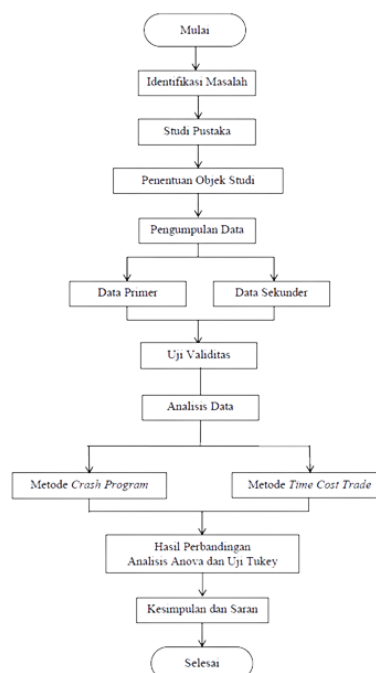 Mulai
Identifikasi Masalah
Studi Pustaka
Penentuan Objek Studi
Pengumpulan Data
Data Primer
Data Sekunder
Uji Validitas
Analisis Data
Metode Crash Program
Metode Time Cost Trade
Hasil Perbandingan
Analisis Anova dan Uji Tukey
Kesimpulan dan Saran
Selesai